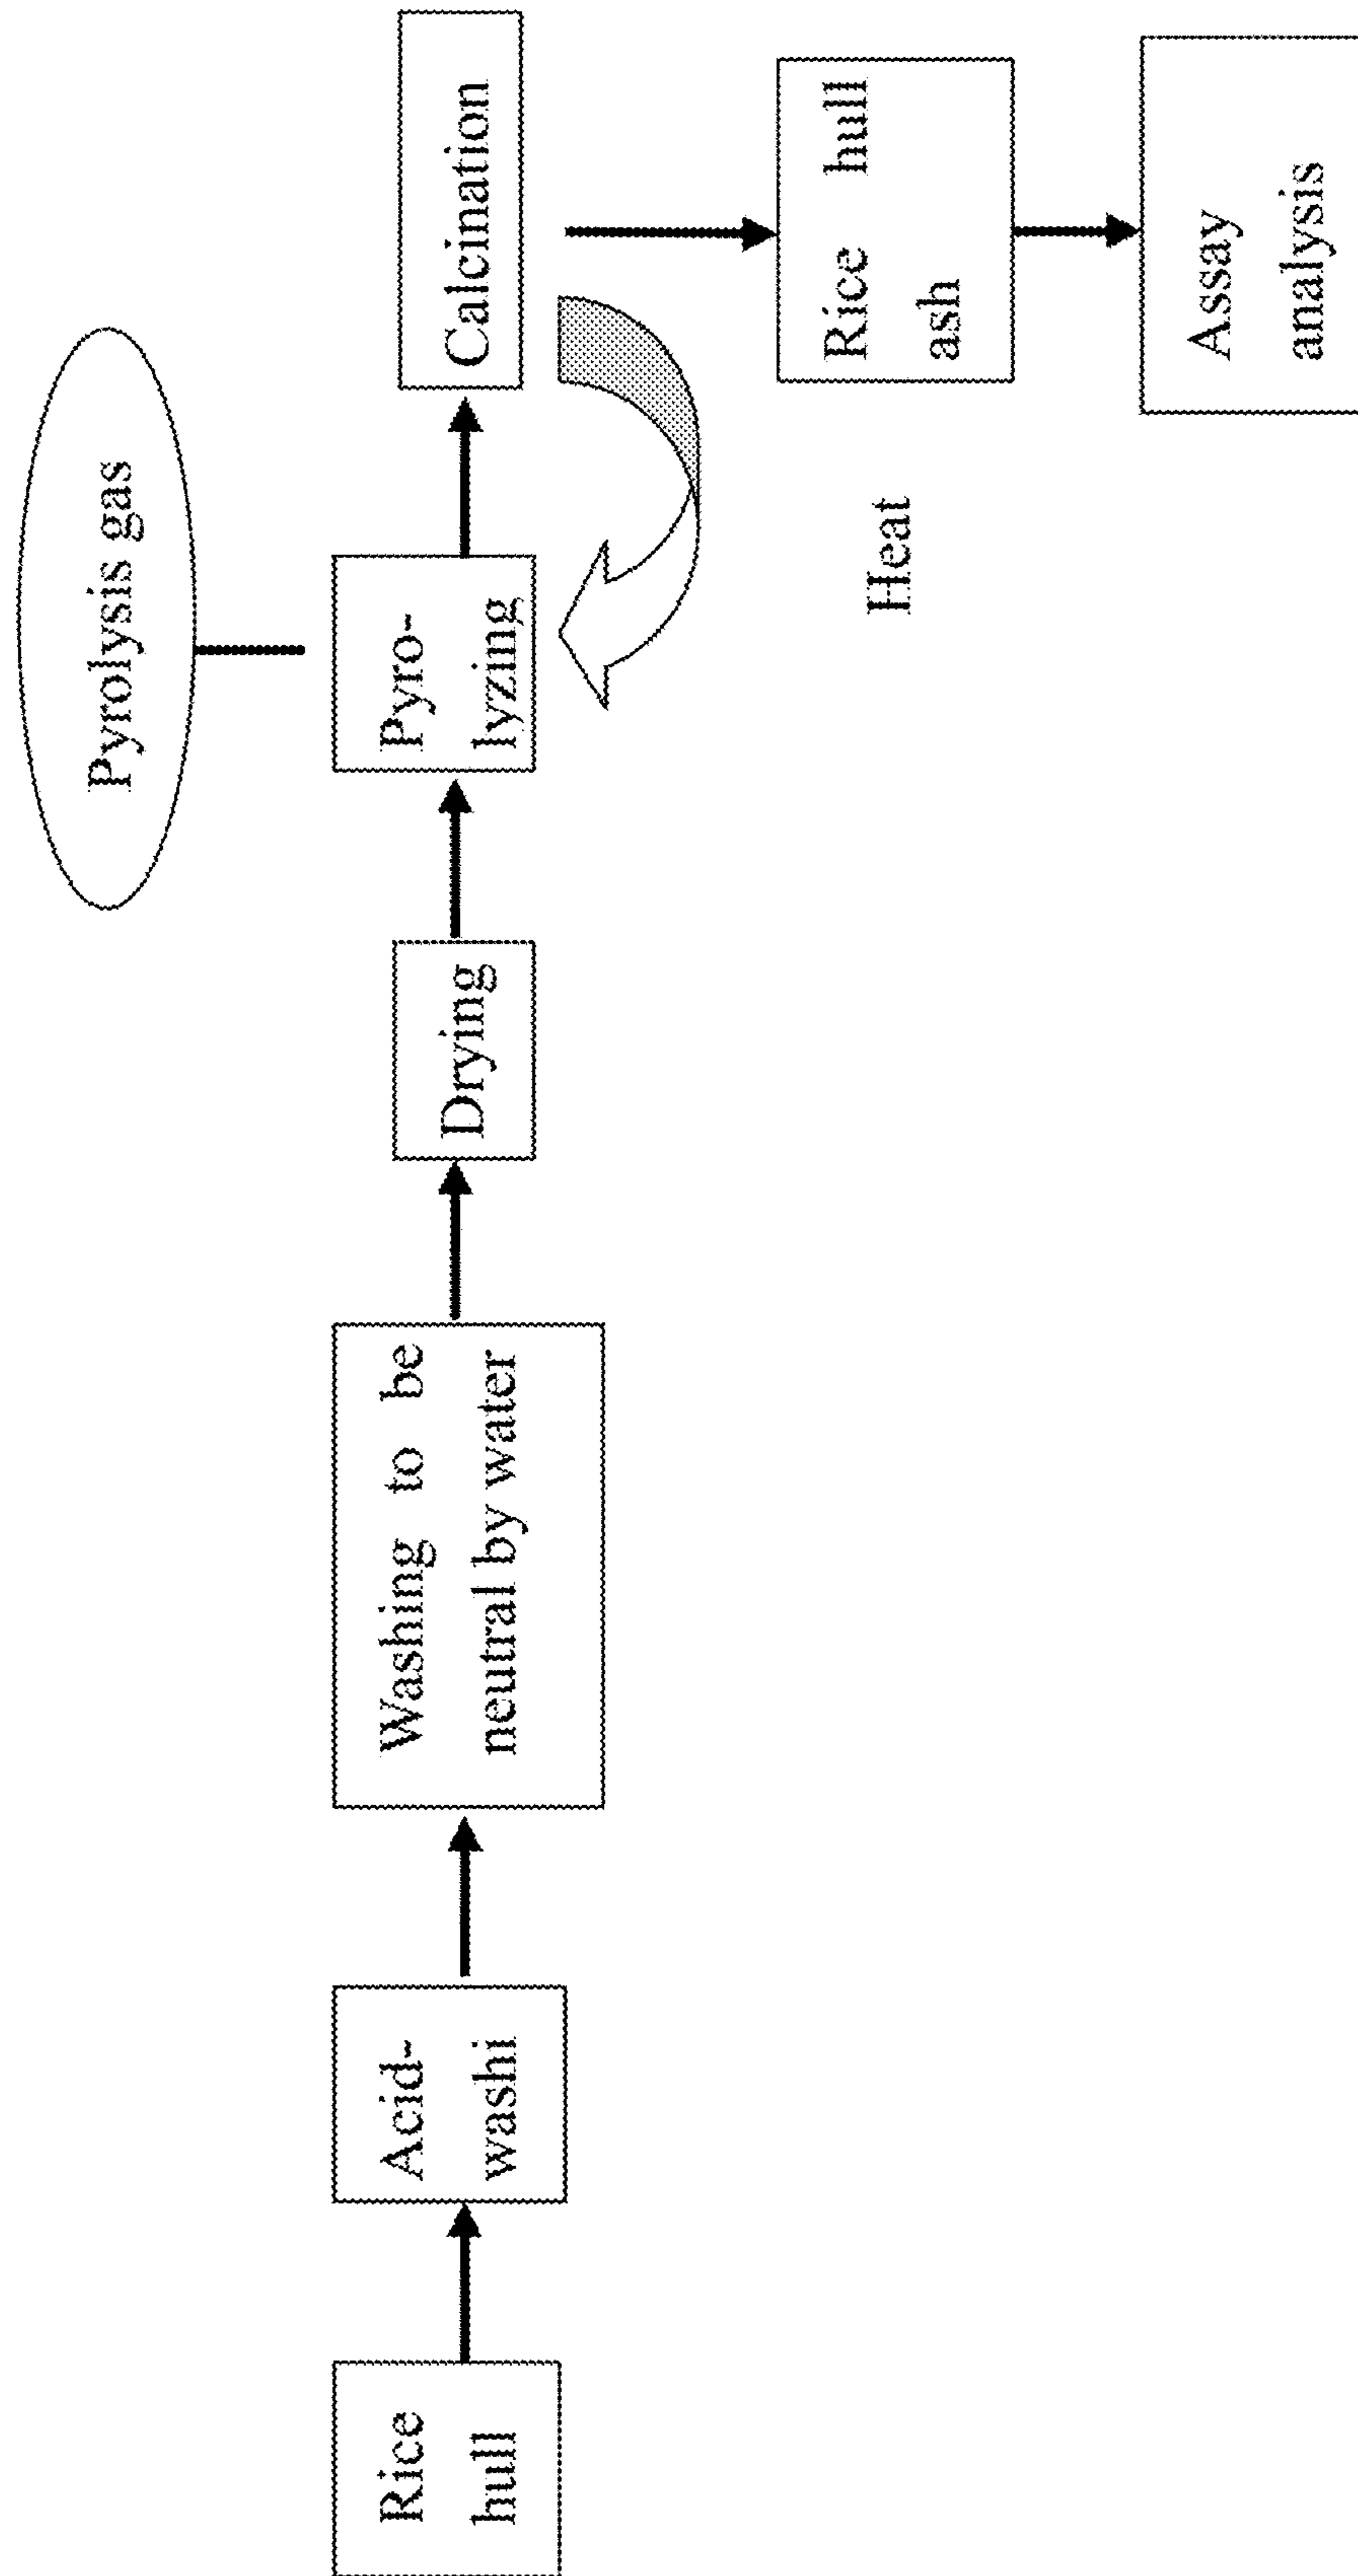 Pyrolysis gas
Rice
hull
Acid-
washi
Washing to be
neutral by water
Drying
Pyro-
lyzing
Calcination
Heat
Rice hull
ash
Assay
analysis